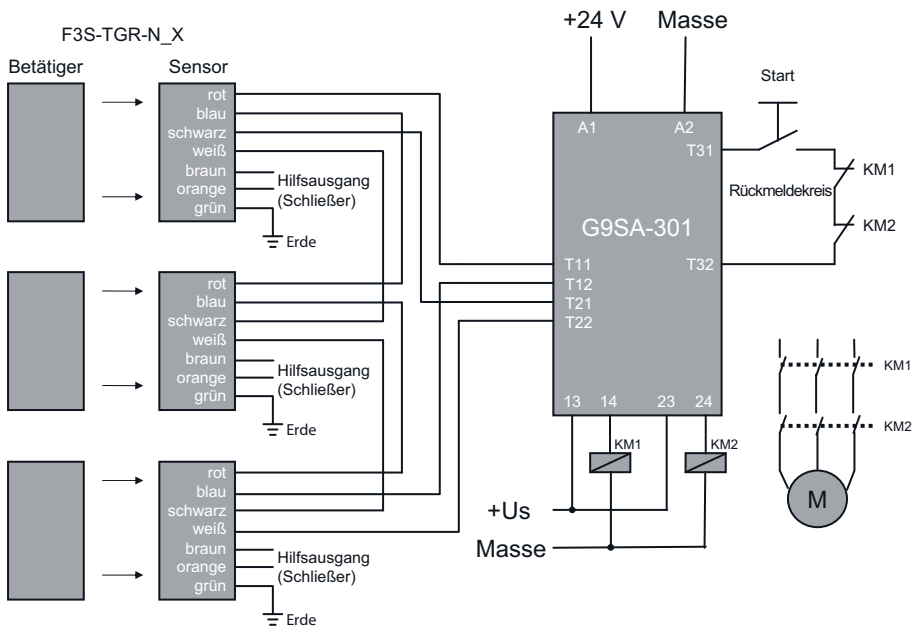 F3S-TGR-N_X
Betätiger
Sensor
rot
blau
schwarz
weiß
braun
orange
grün
Hilfsausgang
(Schließer)
Erde
rot
blau
schwarz
weiß
braun
orange
grün
Hilfsausgang
(Schließer)
Erde
rot
blau
schwarz
weiß
braun
orange
grün
Hilfsausgang
(Schließer)
Erde
+24 V
Masse
A1
A2
T31
G9SA-301
T11
T12
T21
T22
T32
13
14
23
24
Start
Rückmeldekreis
KM1
KM2
KM1
KM2
+Us
Masse
KM1
KM2
M